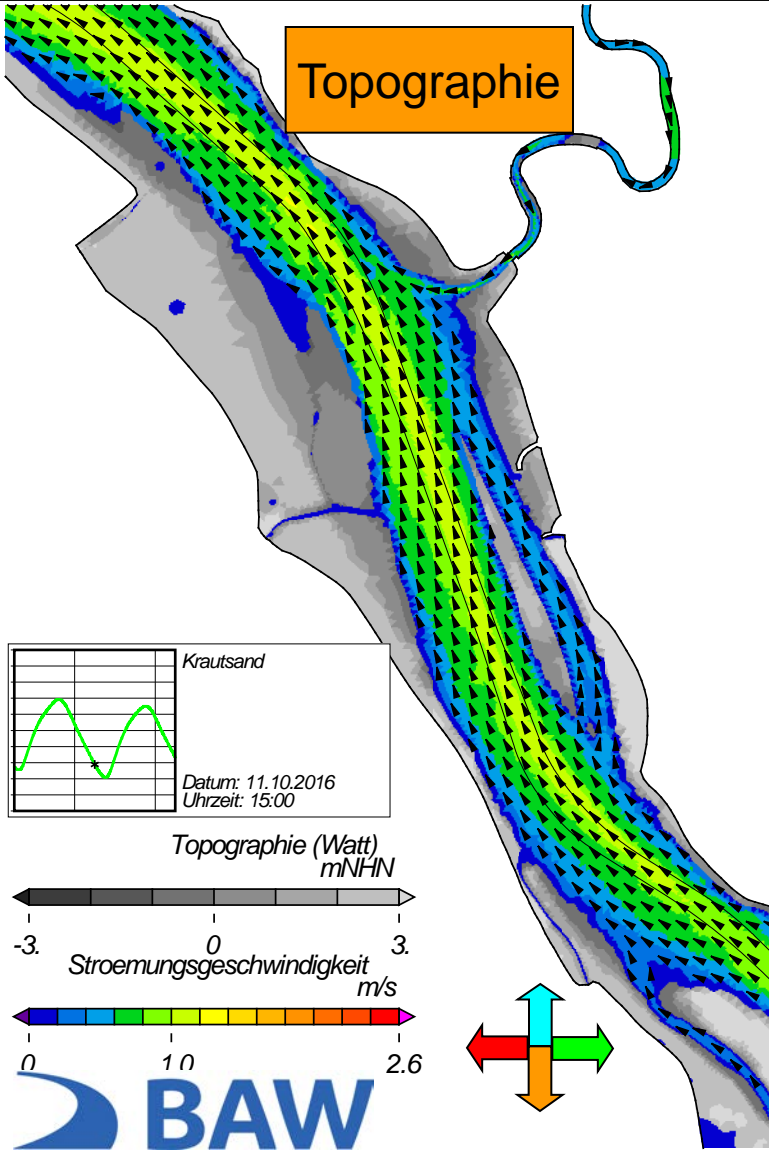 Topographie
Krautsand
Datum: 11.10.2016
Uhrzeit: 15:00
Topographie (Watt)
mNHN
-3. 0 3.
Stroemungsgeschwindigkeit
m/s
0 1.0 2.6
BAW